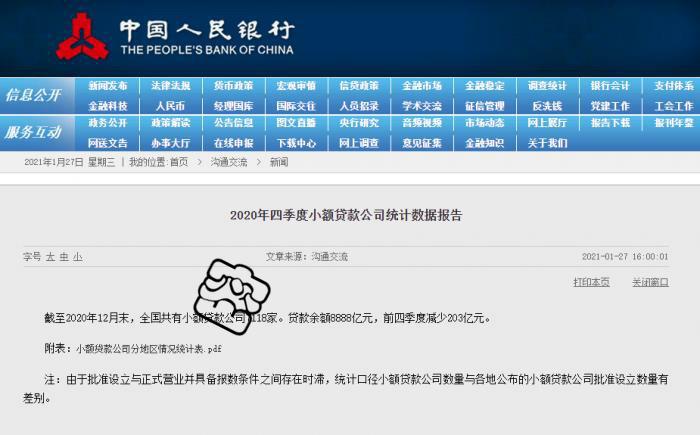 中国人民银行
THE PEOPLE'S BANK OF CHINA
信息公开 新闻发布 法律法规 货币政策 宏观审慎 信贷政策 金融市场 金融稳定 调查统计 银行会计 支付体系
金融科技 人民币 经理国库 国际交往 人员招录 学术交流 征信管理 反洗钱 党建工作 工会工作
服务互动 政务公开 政策解读 公告信息 图文直播 央行研究 音频视频 市场动态 网上展厅 报告下载 报刊年鉴
网送文告 办事大厅 在线申报 下载中心 网上调查 意见征集 金融知识 关于我们
2021年1月27日 星期三 | 我的位置:首页 > 沟通交流 > 新闻
2020年四季度小额贷款公司统计数据报告
字号 大 中 小 文章来源：沟通交流 2021-01-27 16:00:01
打印本页 关闭窗口
截至2020年12月末，全国共有小额贷款公司118家。贷款余额8888亿元，前四季度减少203亿元。
附表：小额贷款公司分地区情况统计表.pdf
注：由于批准设立与正式营业并具备报数条件之间存在时滞，统计口径小额贷款公司数量与各地公布的小额贷款公司批准设立数量有
差别。